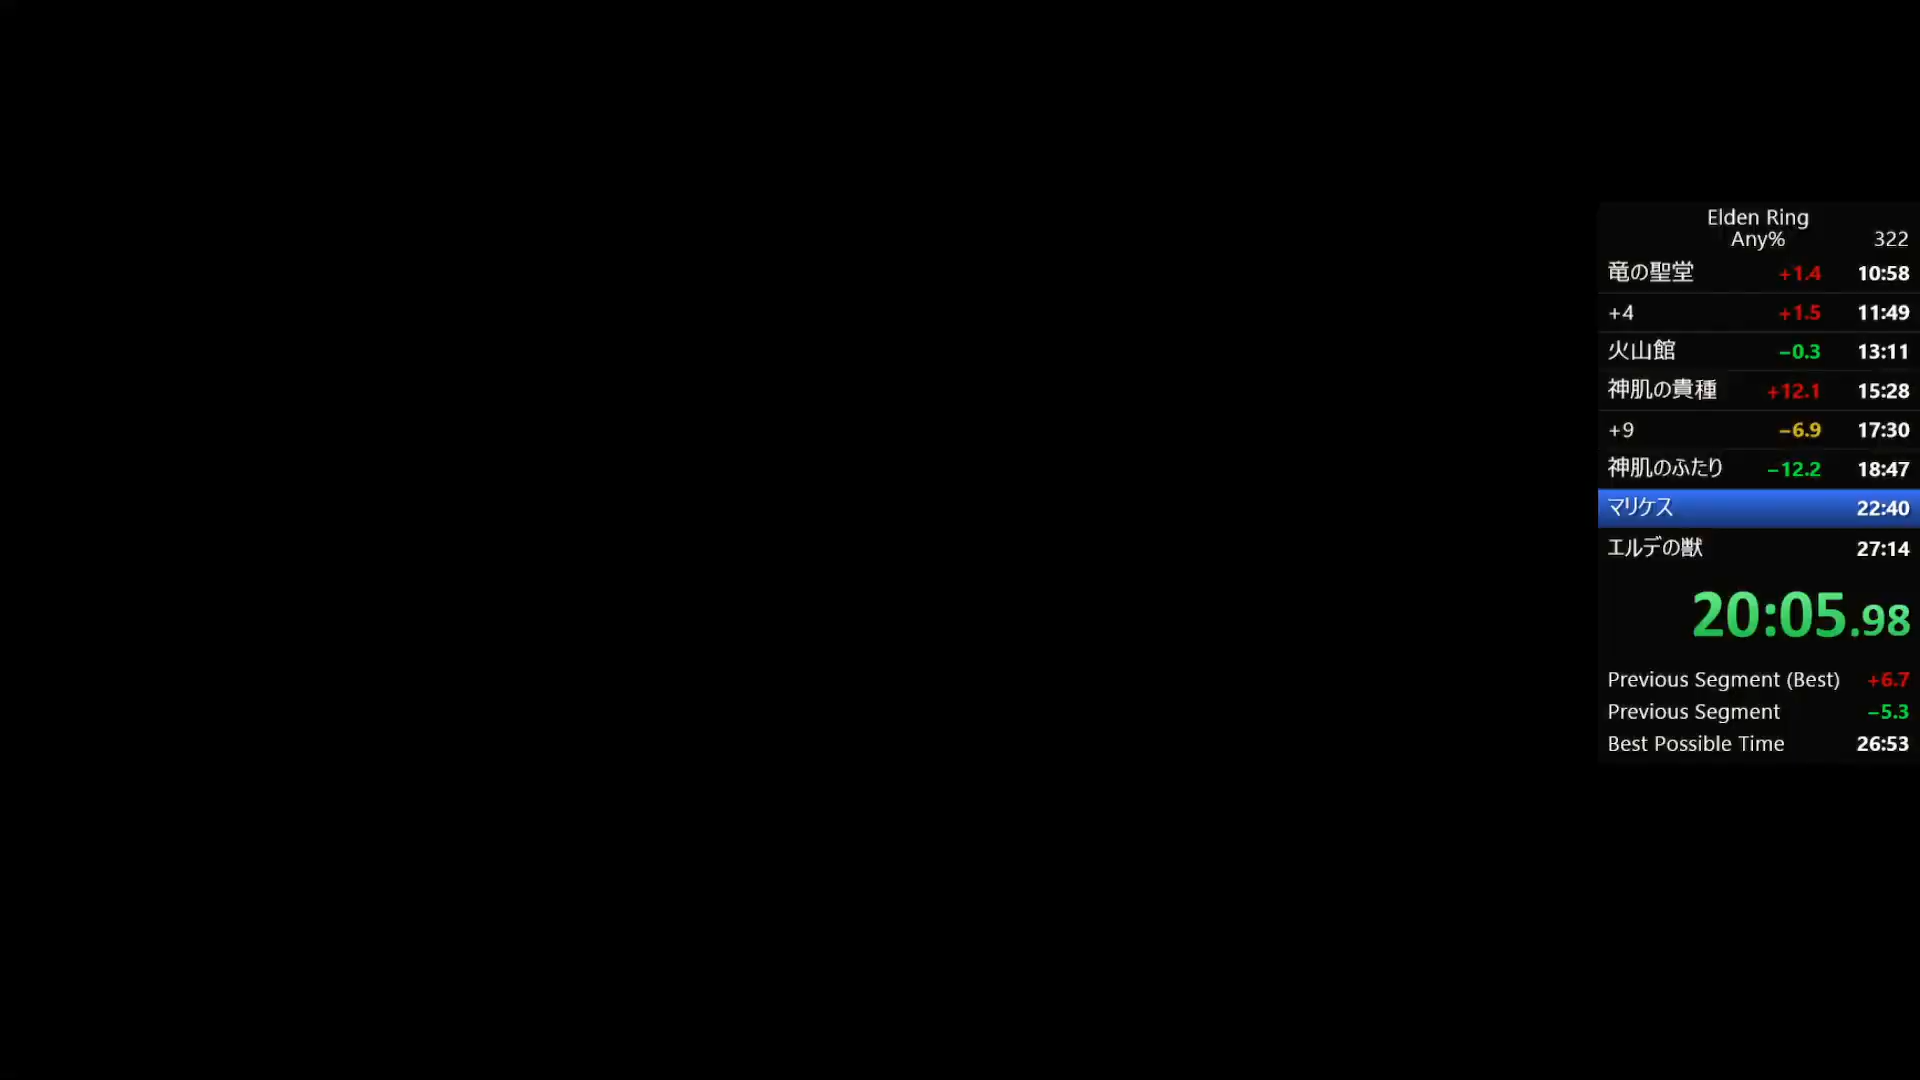 Elden Ring
Any% 322
竜の聖堂 +1.4 10:58
+4 +1.5 11:49
火山館 −0.3 13:11
神肌の貴種 +12.1 15:28
+9 −6.9 17:30
神肌のふたり −12.2 18:47
マリケス 22:40
エルデの獣 27:14
20:05.98
Previous Segment (Best) +6.7
Previous Segment −5.3
Best Possible Time 26:53